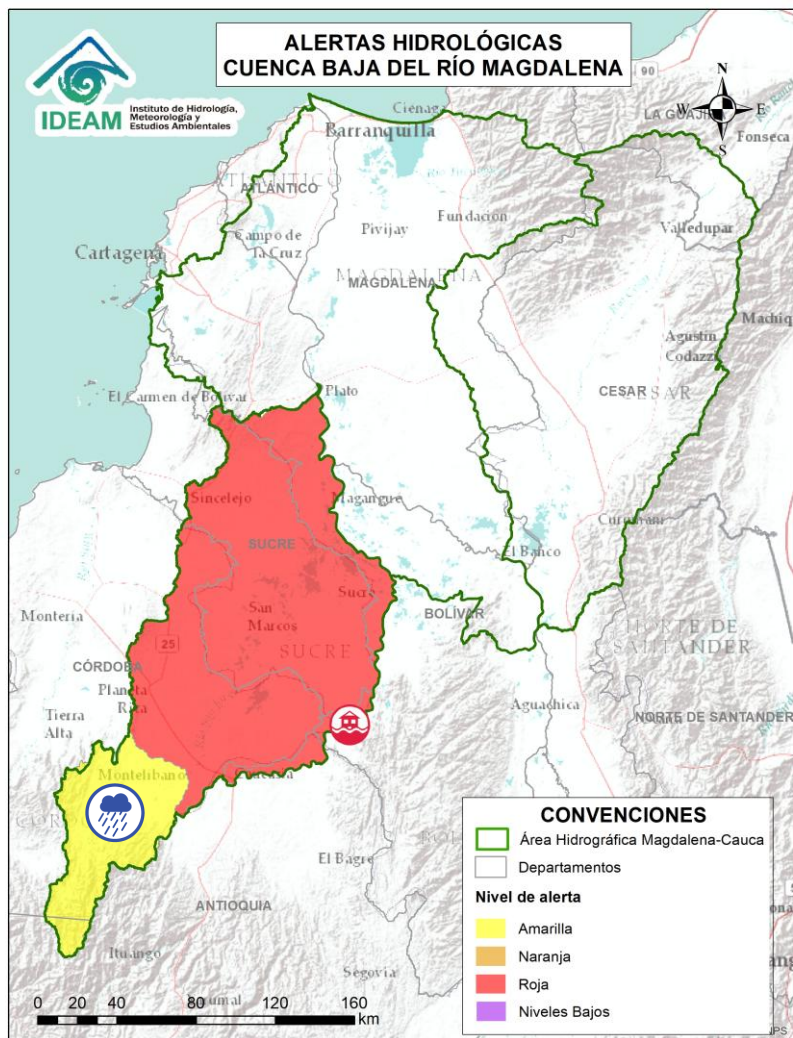 ALERTAS HIDROLÓGICAS
CUENCA BAJA DEL RÍO MAGDALENA
IDEAM
Instituto de Hidrología,
Meteorología y
Estudios Ambientales
90
N
W
E
S
Ciénaga
LA GUAJIRA
Fonseca
Barranquilla
ATLÁNTICO
Fundación
Pivijay
Valledupar
Campo de
la Cruz
Cartagena
MAGDALENA
MAGDALENA
Machiq
Agustín
Codazzi
Plato
El Carmen de Bolívar
CESAR
CESAR
Sincelejo
Magangue
Curumaní
SUCRE
El Banco
Sucre
BOLÍVAR
San
Marcos
Montería
NORTE DE
SANTANDER
SUCRE
25
CÓRDOBA
Planeta
Rica
Aguachica
Tierra
Alta
NORTE DE SANTANDER
Montelibano
Caucasia
El Bagre
ANTIOQUIA
Ituango
Segovia
CONVENCIONES
Área Hidrográfica Magdalena-Cauca
Departamentos
Nivel de alerta
Amarilla
Naranja
Roja
Niveles Bajos
0 20 40 80 120 160
km